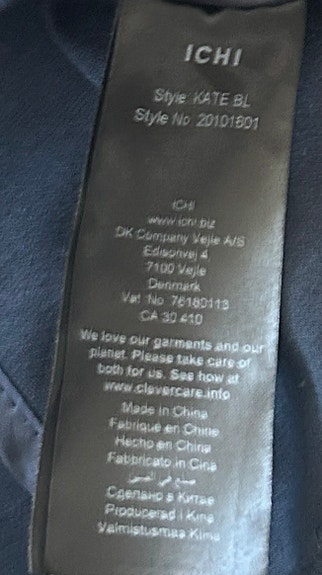 ICHI
Style: KATE BL
Style No: 20101801
ICHI
www.ichi.biz
DK Company Vejle A/S
Edisonvej 4
7100 Vejle
Denmark
Vat. No. 76180113
CA 30 410
We love our garments and our
planet. Please take care of
both for us. See how at
www.clevercare.info
Made in China
Fabriqué en Chine
Hecho en China
Fabbricato in Cina
صنع في الصين
Сделано в Китае
Producerad i Kina
Valmistusmaa Kiina